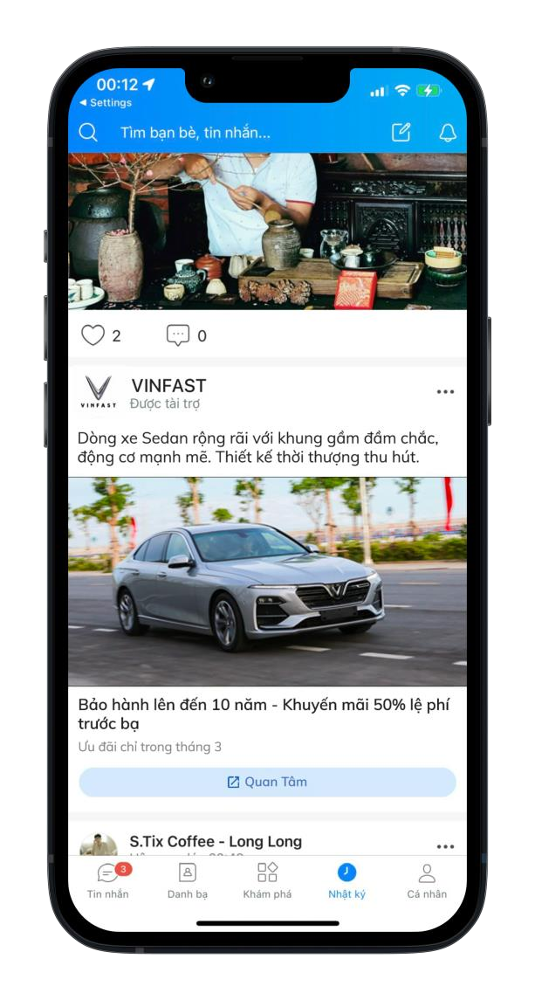 00:12
◀ Settings
Tìm bạn bè, tin nhắn...
2
0
VINFAST
VINFAST
Được tài trợ
Dòng xe Sedan rộng rãi với khung gầm đầm chắc,
động cơ mạnh mẽ. Thiết kế thời thượng thu hút.
Bảo hành lên đến 10 năm - Khuyến mãi 50% lệ phí
trước bạ
Ưu đãi chỉ trong tháng 3
Quan Tâm
S.Tix Coffee - Long Long
3
Tin nhắn
Danh bạ
Khám phá
Nhật ký
Cá nhân